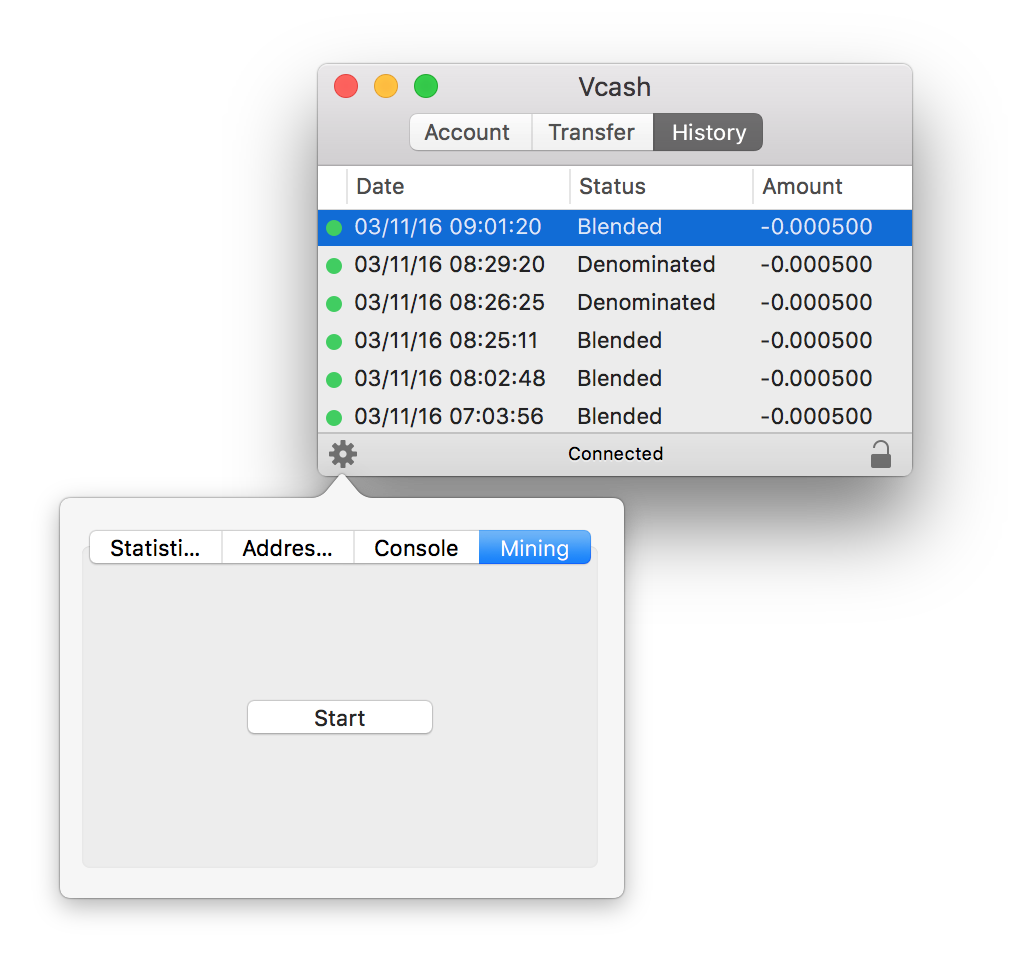 Vcash
Account Transfer History
Date Status Amount
03/11/16 09:01:20 Blended -0.000500
03/11/16 08:29:20 Denominated -0.000500
03/11/16 08:26:25 Denominated -0.000500
03/11/16 08:25:11 Blended -0.000500
03/11/16 08:02:48 Blended -0.000500
03/11/16 07:03:56 Blended -0.000500
Connected
Statisti... Addres... Console Mining
Start